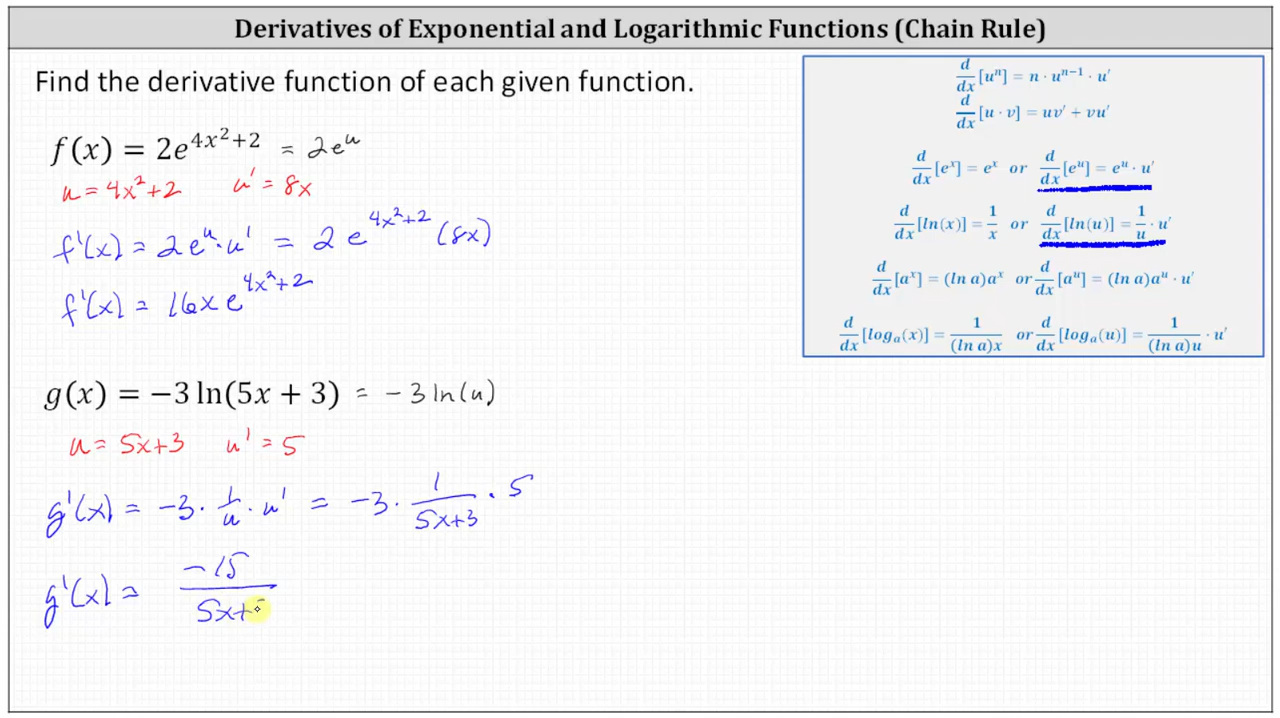 Derivatives of Exponential and Logarithmic Functions (Chain Rule)
Find the derivative function of each given function.
f(x) = 2e^{4x²+2} = 2e^u
u = 4x²+2 u' = 8x
f'(x) = 2e^u · u' = 2e^{4x²+2} (8x)
f'(x) = 16x e^{4x²+2}
g(x) = −3 ln(5x + 3) = −3 ln(u)
u = 5x+3 u' = 5
g'(x) = −3 · 1/u · u' = −3 · 1/(5x+3) · 5
g'(x) = −15/(5x+
d/dx [u^n] = n · u^{n−1} · u'
d/dx [u · v] = uv' + vu'
d/dx [e^x] = e^x or d/dx [e^u] = e^u · u'
d/dx [ln(x)] = 1/x or d/dx [ln(u)] = 1/u · u'
d/dx [a^x] = (ln a)a^x or d/dx [a^u] = (ln a)a^u · u'
d/dx [log_a(x)] = 1/((ln a)x) or d/dx [log_a(u)] = 1/((ln a)u) · u'